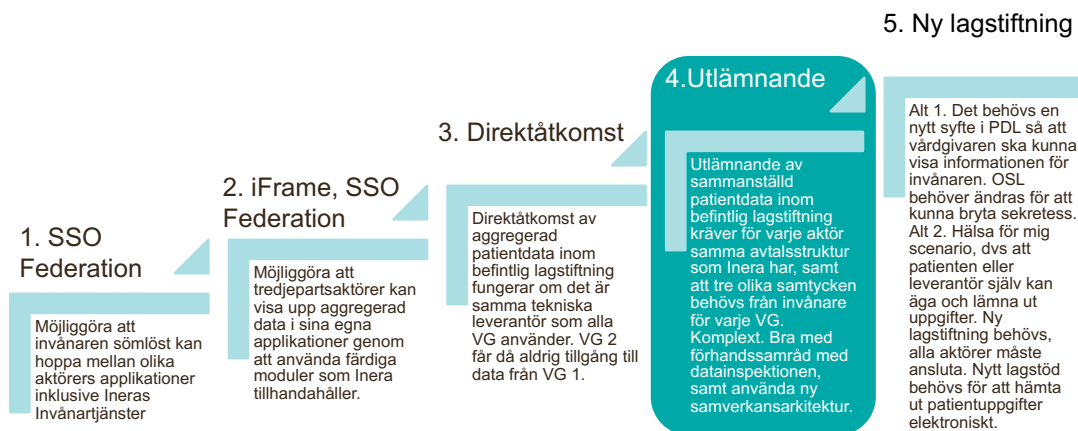 1. SSO
Federation
Möjliggöra att
invånaren sömlöst kan
hoppa mellan olika
aktörers applikationer
inklusive Ineras
Invånartjänster
2. iFrame, SSO
Federation
Möjliggöra att
tredjepartsaktörer kan
visa upp aggregerad
data i sina egna
applikationer genom
att använda färdiga
moduler som Inera
tillhandahåller.
3. Direktåtkomst
Direktåtkomst av
aggregerad
patientdata inom
befintlig lagstiftning
fungerar om det är
samma tekniska
leverantör som alla
VG använder. VG 2
får då aldrig tillgång till
data från VG 1.
4.Utlämnande
Utlämnande av
sammanställd
patientdata inom
befintlig lagstiftning
kräver för varje aktör
samma avtalsstruktur
som Inera har, samt
att tre olika samtycken
behövs från invånare
för varje VG.
Komplext. Bra med
förhandssamråd med
datainspektionen,
samt använda ny
samverkansarkitektur.
5. Ny lagstiftning
Alt 1. Det behövs en
nytt syfte i PDL så att
vårdgivaren ska kunna
visa informationen för
invånaren. OSL
behöver ändras för att
kunna bryta sekretess.
Alt 2. Hälsa för mig
scenario, dvs att
patienten eller
leverantör själv kan
äga och lämna ut
uppgifter. Ny
lagstiftning behövs,
alla aktörer måste
ansluta. Nytt lagstöd
behövs för att hämta
ut patientuppgifter
elektroniskt.